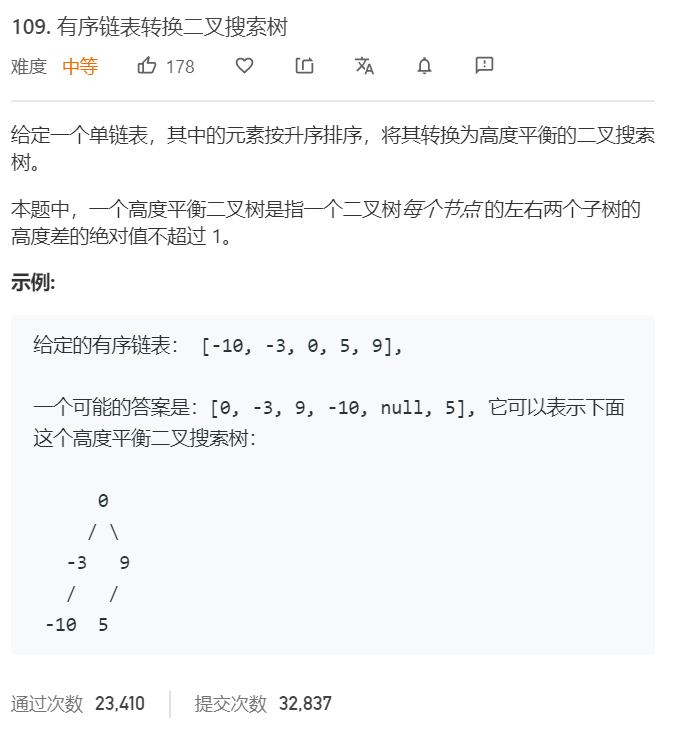 109. 有序链表转换二叉搜索树
难度 中等 178
给定一个单链表，其中的元素按升序排序，将其转换为高度平衡的二叉搜索
树。
本题中，一个高度平衡二叉树是指一个二叉树每个节点 的左右两个子树的
高度差的绝对值不超过 1。
示例:
给定的有序链表： [-10, -3, 0, 5, 9],
一个可能的答案是：[0, -3, 9, -10, null, 5], 它可以表示下面
这个高度平衡二叉搜索树：
0
/ \
-3 9
/ /
-10 5
通过次数 23,410 提交次数 32,837